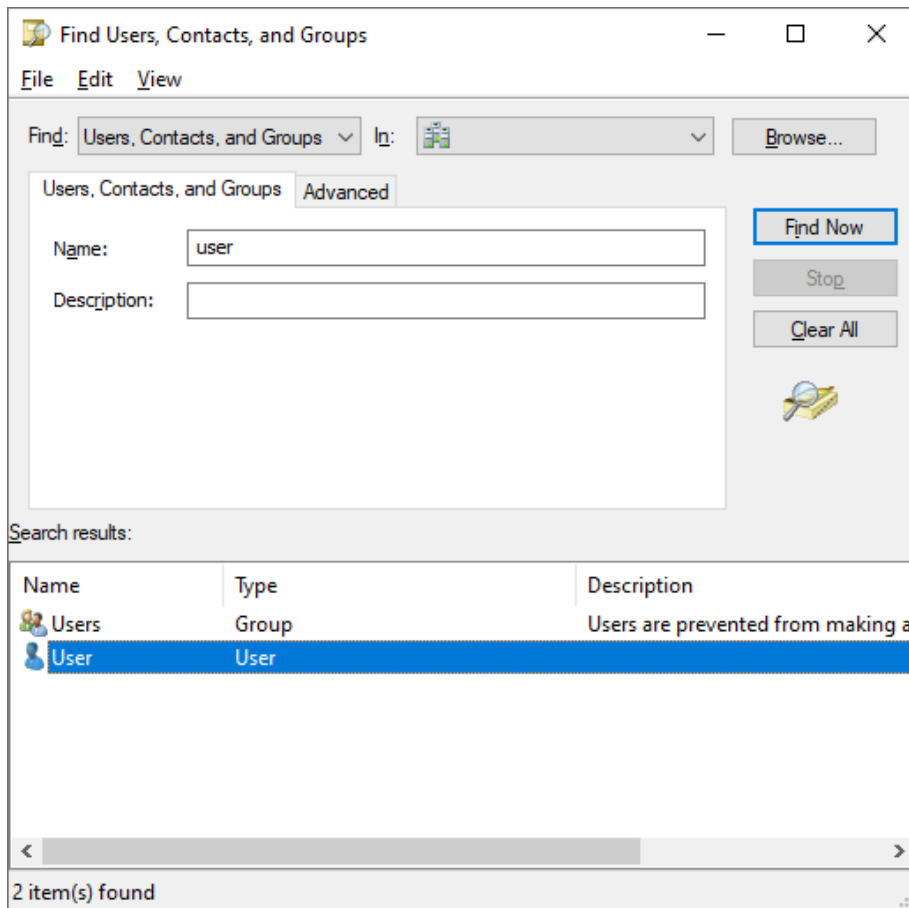 Find Users, Contacts, and Groups
File Edit View
Find: Users, Contacts, and Groups In: Browse...
Users, Contacts, and Groups Advanced
Find Now
Name: user
Stop
Description:
Clear All
Search results:
Name Type Description
Users Group Users are prevented from making a
User User
2 item(s) found